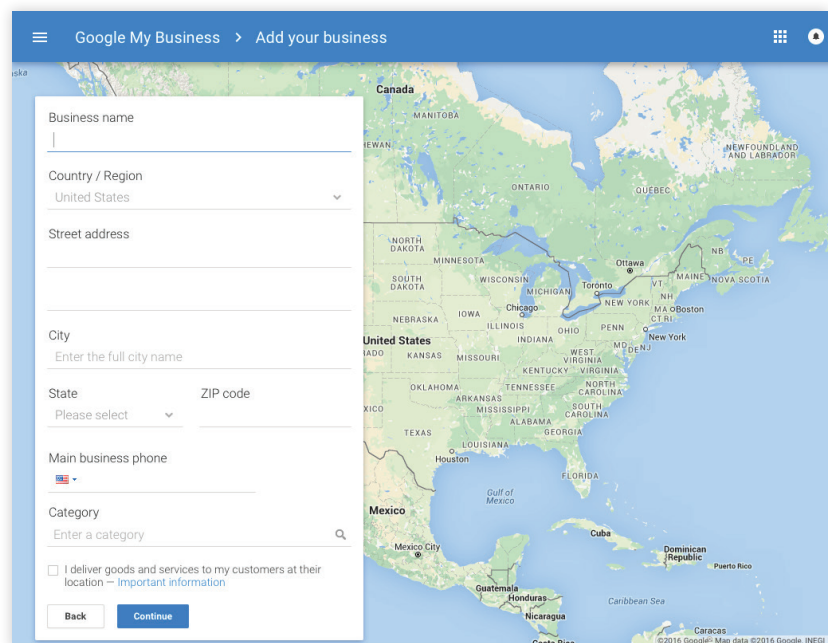 Google My Business > Add your business
aska
Business name
Country / Region
United States
Street address
City
Enter the full city name
State
ZIP code
Please select
Main business phone
Category
Enter a category
I deliver goods and services to my customers at their
location — Important information
Back
Continue
Canada
MANITOBA
HEWAN
NEWFOUNDLAND
AND LABRADOR
ONTARIO
QUEBEC
NORTH
DAKOTA
MINNESOTA
Ottawa
NB
PE
MAINE
NOVA SCOTIA
SOUTH
DAKOTA
WISCONSIN
MICHIGAN
Toronto
VT
NH
NEW YORK
MA
Boston
CT
RI
Chicago
NEBRASKA
IOWA
ILLINOIS
INDIANA
OHIO
PENN
NJ
New York
United States
ADO
KANSAS
MISSOURI
WEST
VIRGINIA
MD
DE
KENTUCKY
VIRGINIA
OKLAHOMA
TENNESSEE
NORTH
CAROLINA
ARKANSAS
MISSISSIPPI
SOUTH
CAROLINA
XICO
ALABAMA
TEXAS
GEORGIA
LOUISIANA
Houston
FLORIDA
Gulf of
Mexico
Mexico
Cuba
Mexico City
Dominican
Republic
Puerto Rico
Guatemala
Honduras
Caribbean Sea
Nicaragua
Caracas
Costa Rica
©2016 Google - Map data ©2016 Google, INEGI